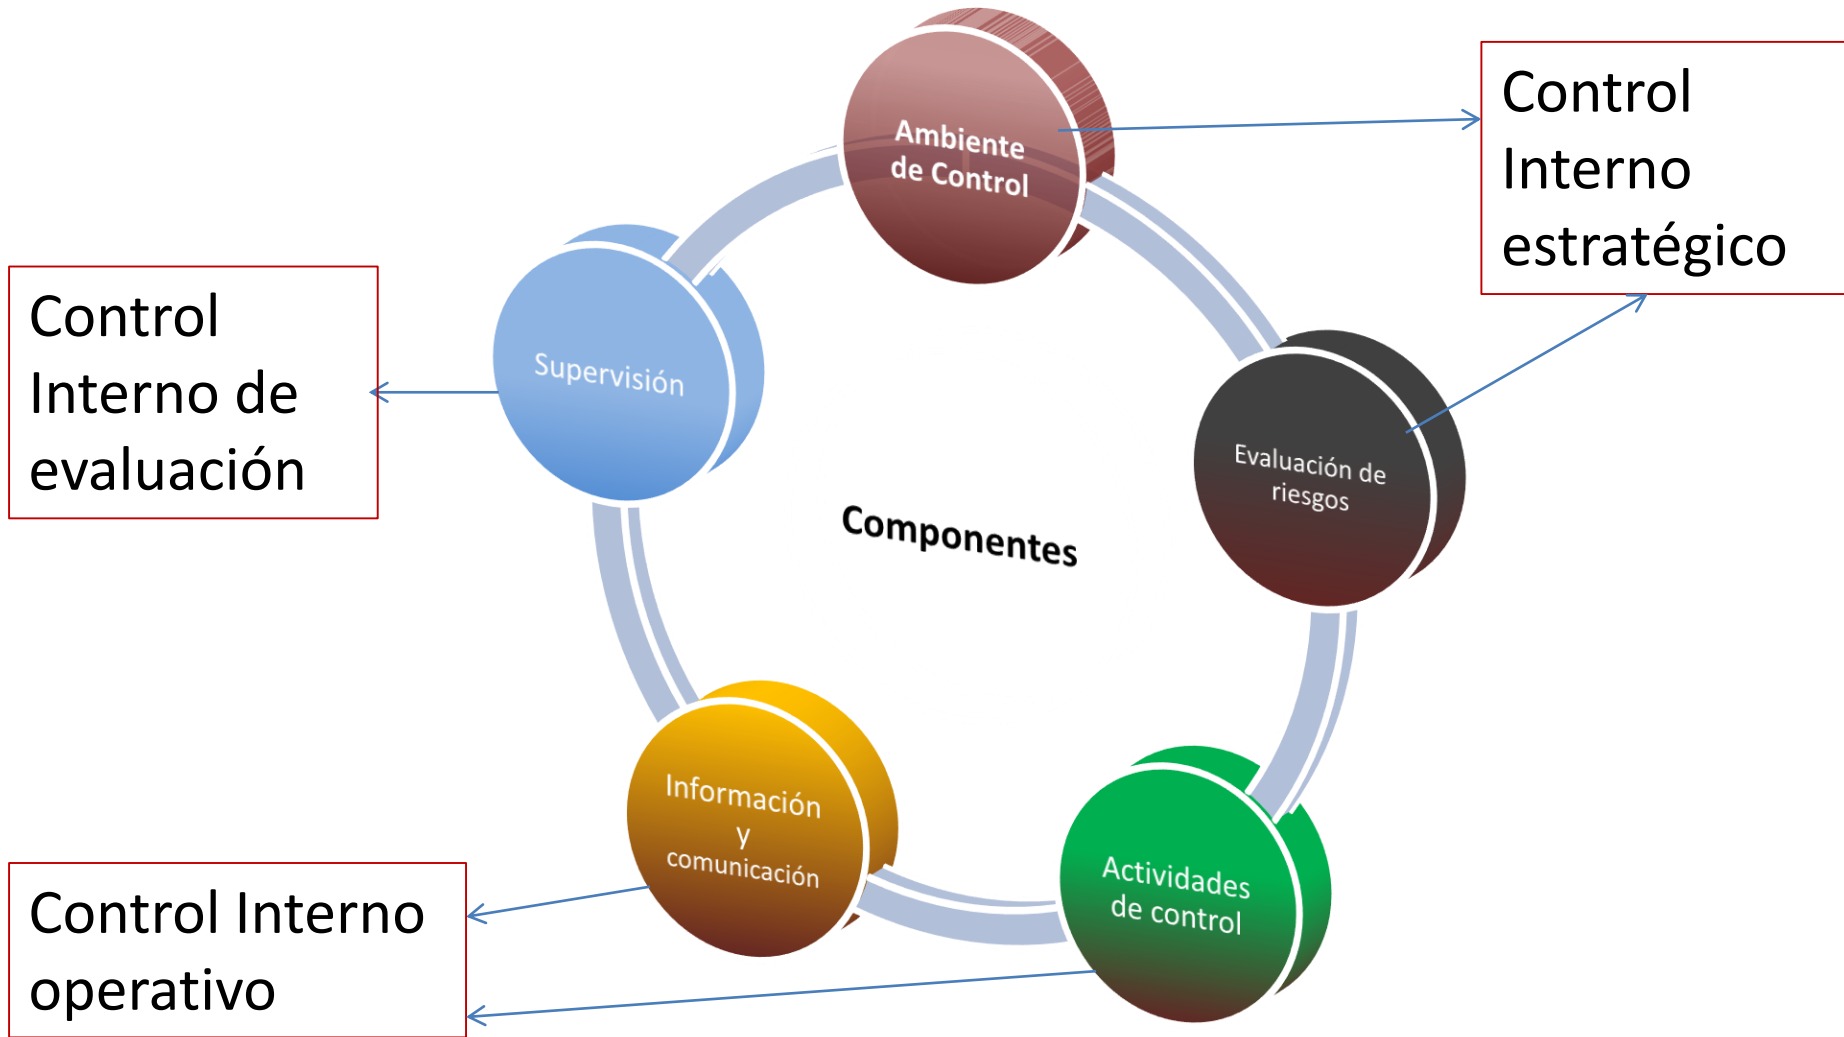 Ambiente
de Control
Control
Interno
estratégico
Supervisión
Control
Interno de
evaluación
Evaluación de
riesgos
Componentes
Información
y
comunicación
Actividades
de control
Control Interno
operativo